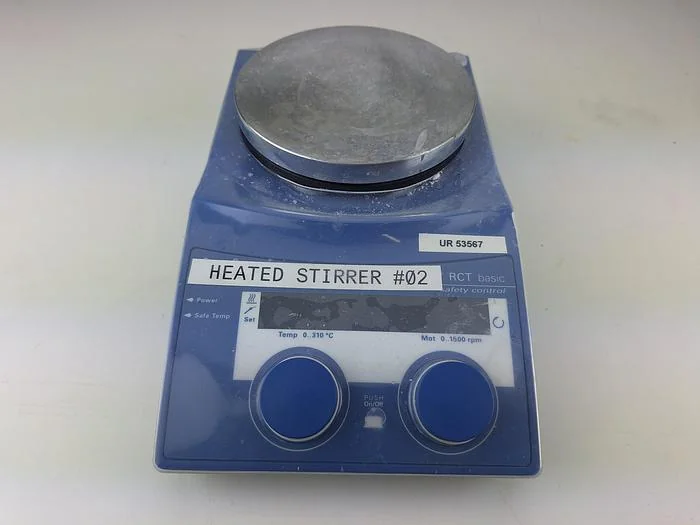 UR 53567
HEATED STIRRER #02
RCT basic
safety control
Power
Safe Temp
Set
Temp 0..310 °C
Mot 0..1500 rpm
PUSH
On/Off